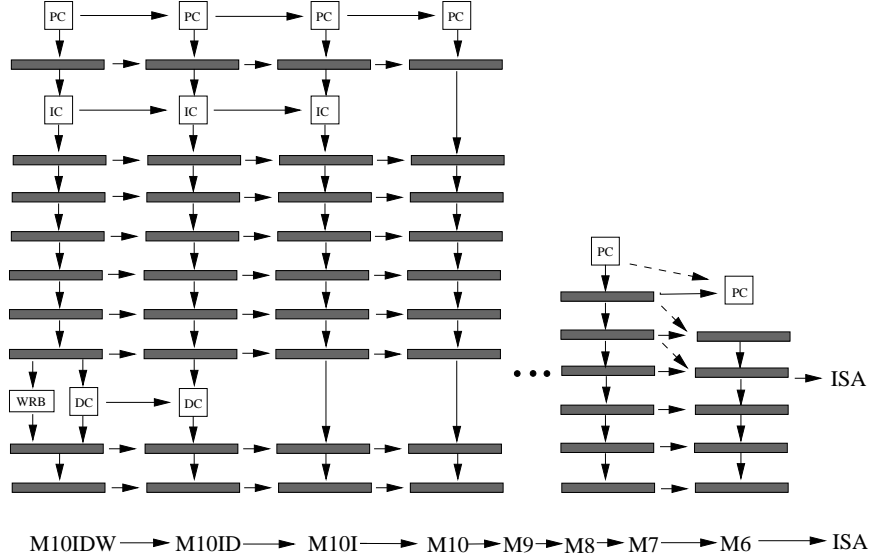 PC PC PC PC
IC IC IC
PC
PC
ISA
WRB DC DC
M10IDW M10ID M10I M10 M9 M8 M7 M6 ISA